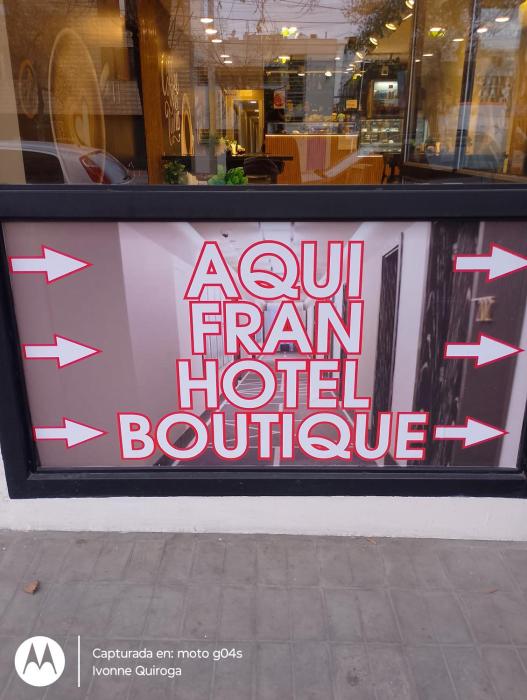 AQUI
FRAN
HOTEL
BOUTIQUE
Capturada en: moto g04s
Ivonne Quiroga